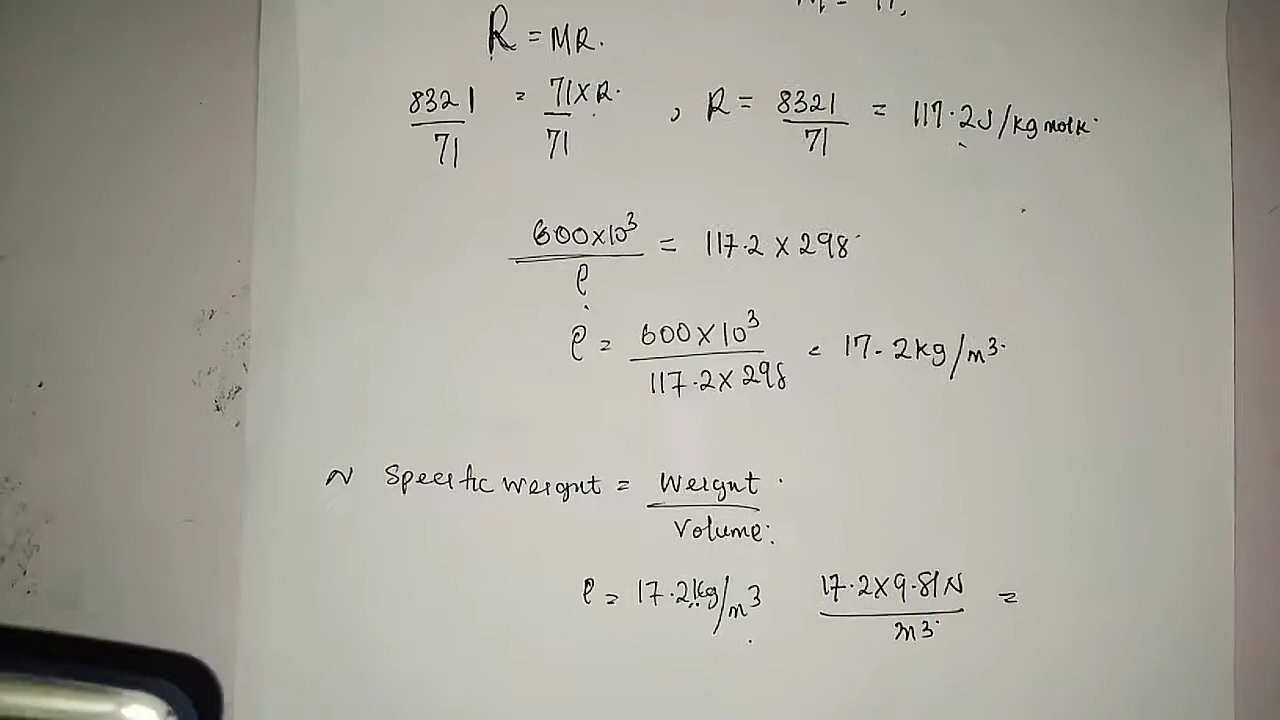 R = MR.
8321/71 = 71×R./71 , R = 8321/71 = 117.2J/kg molk.
600×10³/ρ = 117.2 × 298
ρ = 600×10³/117.2×298 = 17.2kg/m³.
~ Specific weight = Weight/Volume:
ρ = 17.2kg/m³ 17.2×9.81N/m³ =